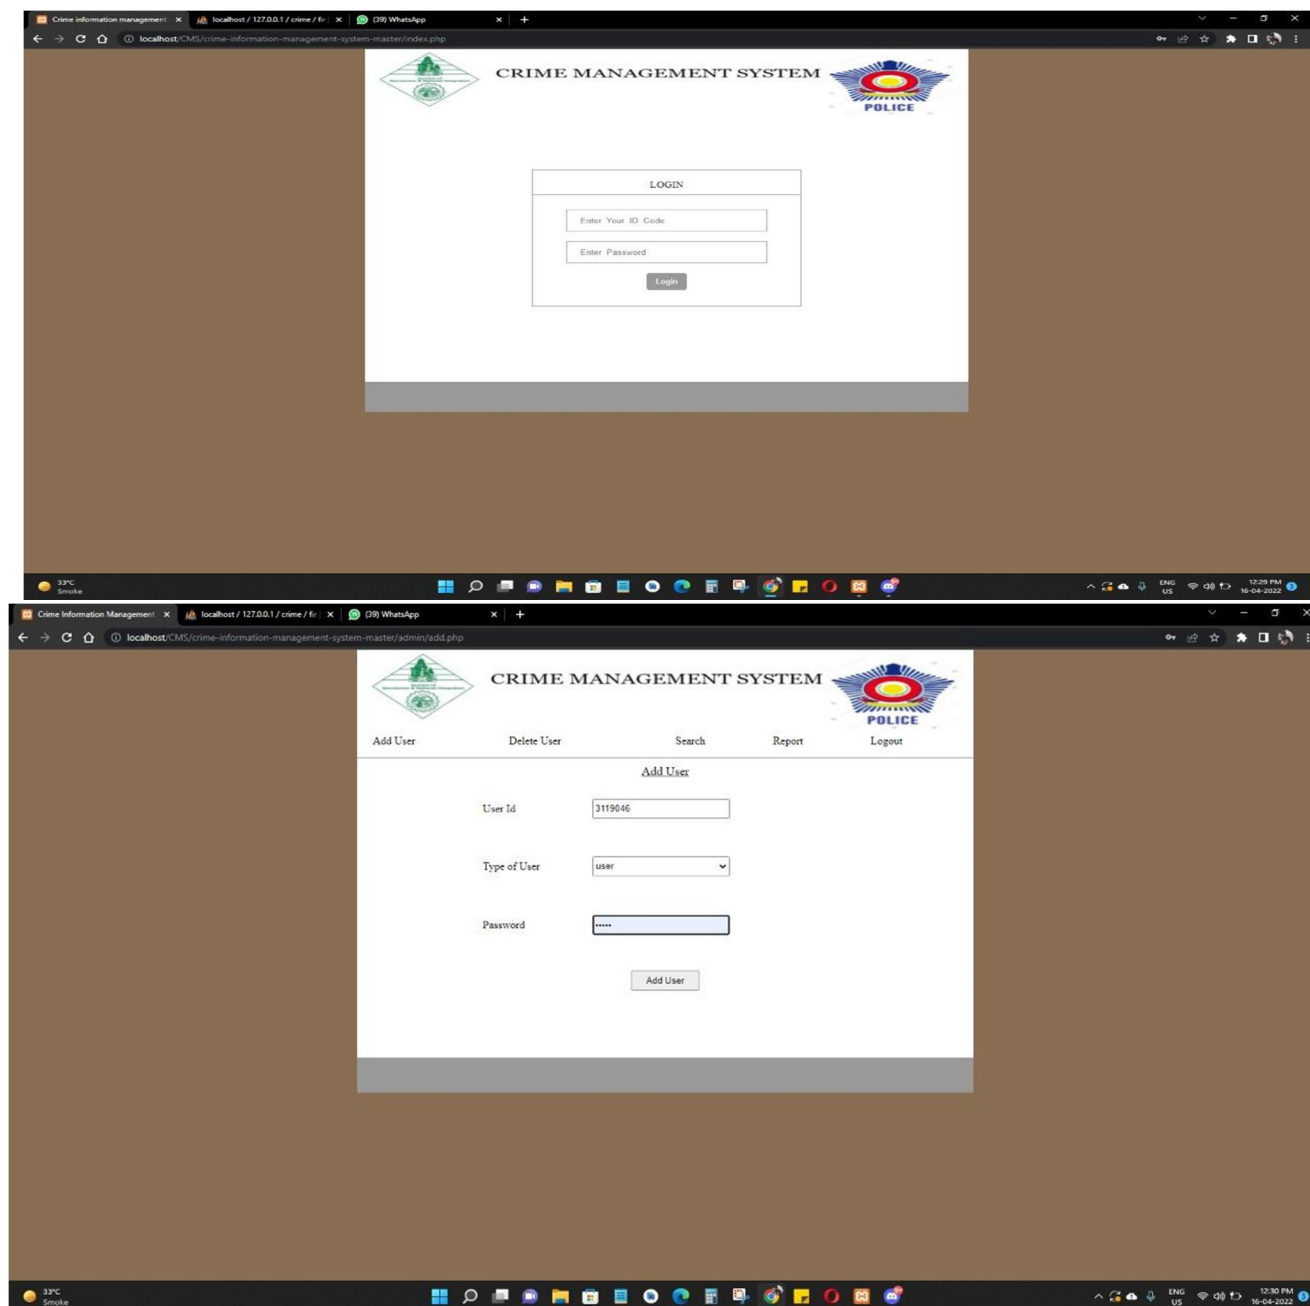 Crime information management
localhost / 127.0.0.1 / crime / fir
(39) WhatsApp
localhost/CMS/crime-information-management-system-master/index.php
CRIME MANAGEMENT SYSTEM
POLICE
LOGIN
Enter Your ID Code
Enter Password
Login
33°C
Smoke
ENG
US
12:29 PM
16-04-2022
Crime Information Management
localhost / 127.0.0.1 / crime / fir
(39) WhatsApp
localhost/CMS/crime-information-management-system-master/admin/add.php
CRIME MANAGEMENT SYSTEM
POLICE
Add User Delete User Search Report Logout
Add User
User Id 3119046
Type of User user
Password •••••
Add User
33°C
Smoke
ENG
US
12:30 PM
16-04-2022